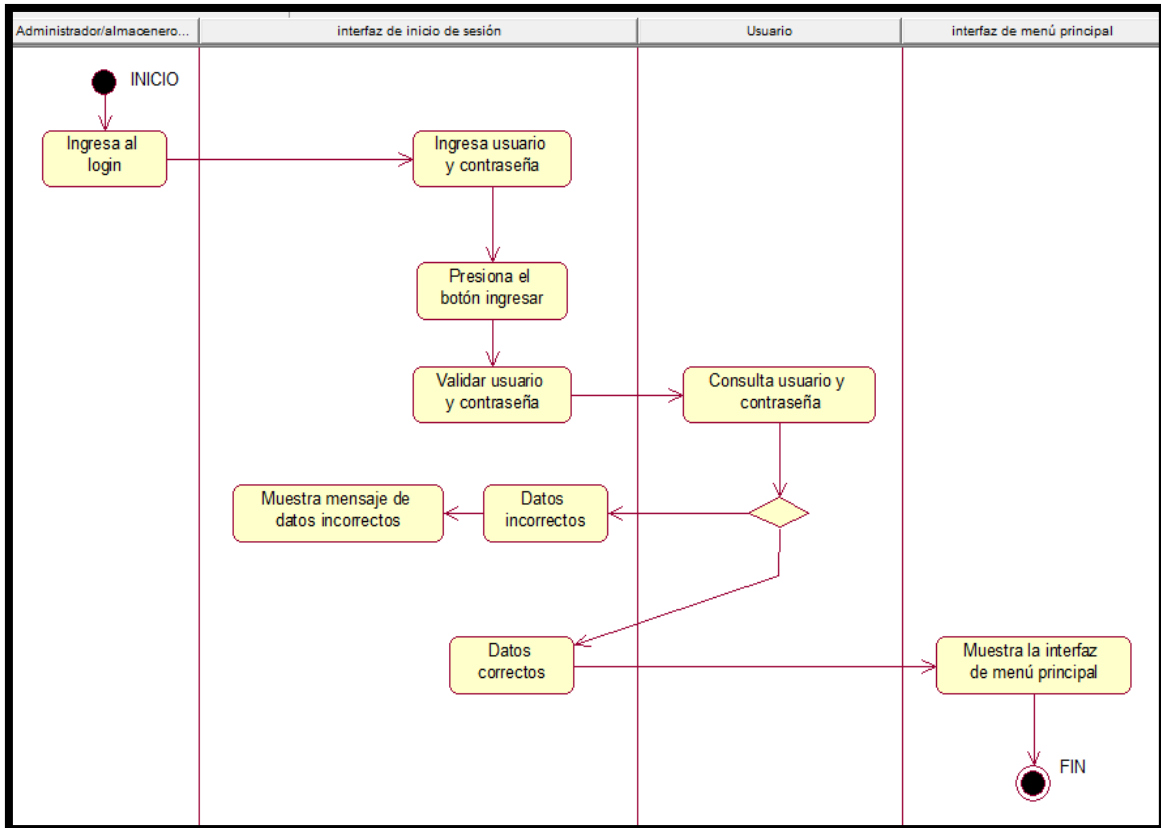 Administrador/almacenero...
interfaz de inicio de sesión
Usuario
interfaz de menú principal
INICIO
Ingresa al
login
Ingresa usuario
y contraseña
Presiona el
botón ingresar
Validar usuario
y contraseña
Consulta usuario y
contraseña
Muestra mensaje de
datos incorrectos
Datos
incorrectos
Datos
correctos
Muestra la interfaz
de menú principal
FIN